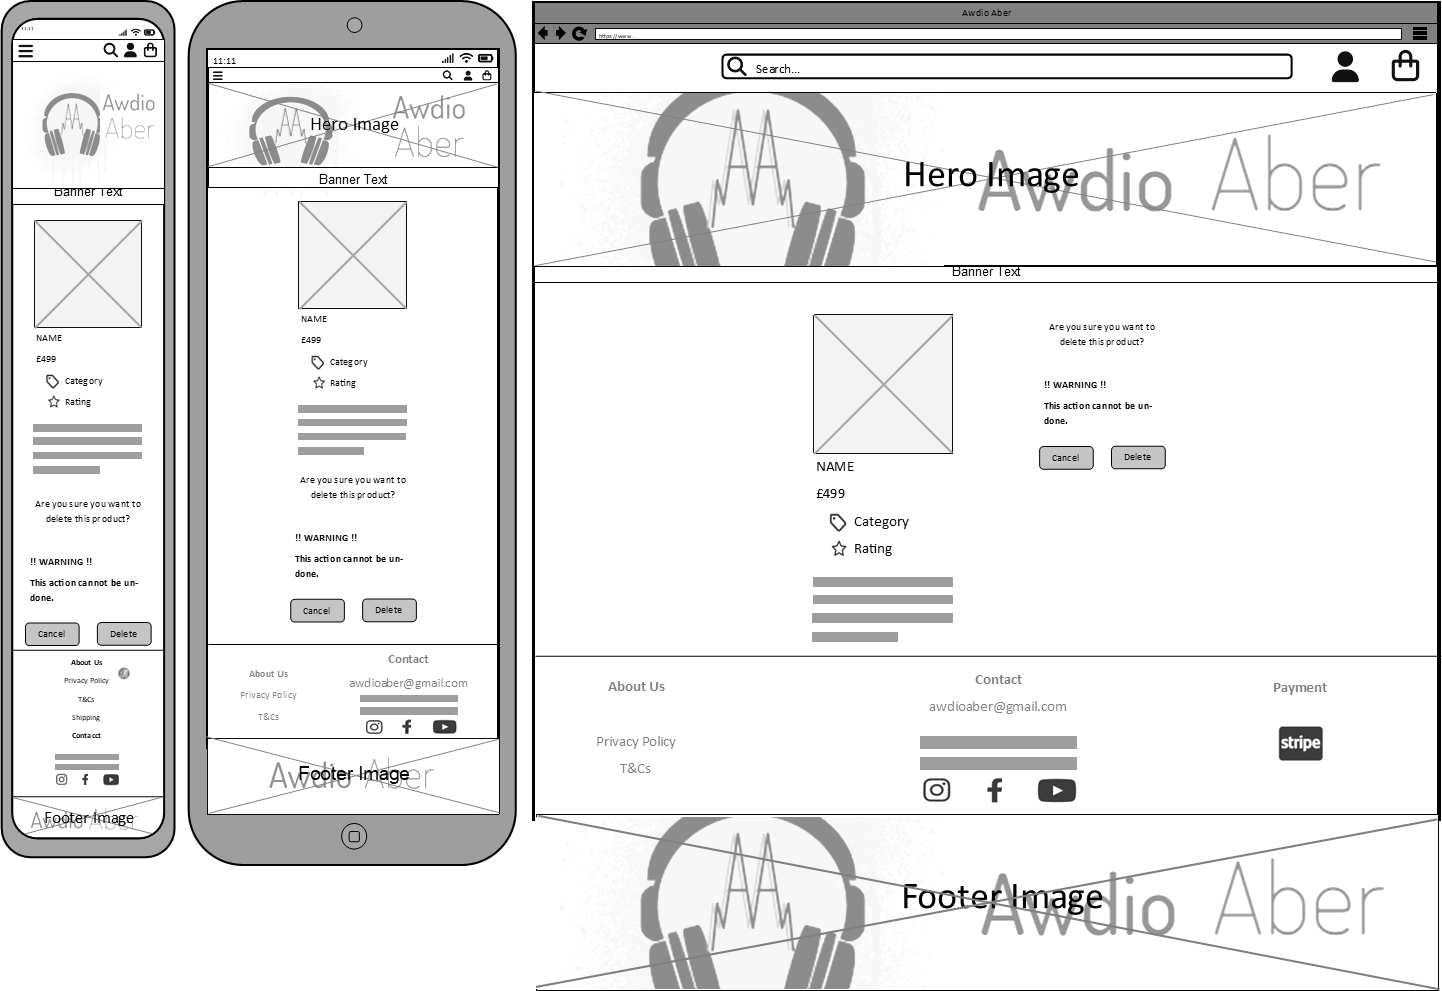 11:11
Awdio
Aber
Banner Text
NAME
£499
Category
Rating
Are you sure you want to
delete this product?
!! WARNING !!
This action cannot be un-
done.
Cancel
Delete
About Us
Privacy Policy
T&Cs
Shipping
Contacct
Awdio Aber
Footer Image
11:11
Awdio
Aber
Hero Image
Banner Text
NAME
£499
Category
Rating
Are you sure you want to
delete this product?
!! WARNING !!
This action cannot be un-
done.
Cancel
Delete
About Us
Privacy Policy
T&Cs
Contact
awdioaber@gmail.com
Awdio Aber
Footer Image
Awdio Aber
https://www...
Search...
Hero Image
Awdio Aber
Banner Text
NAME
£499
Category
Rating
Are you sure you want to
delete this product?
!! WARNING !!
This action cannot be un-
done.
Cancel
Delete
About Us
Privacy Policy
T&Cs
Contact
awdioaber@gmail.com
Payment
stripe
Footer Image
Awdio Aber